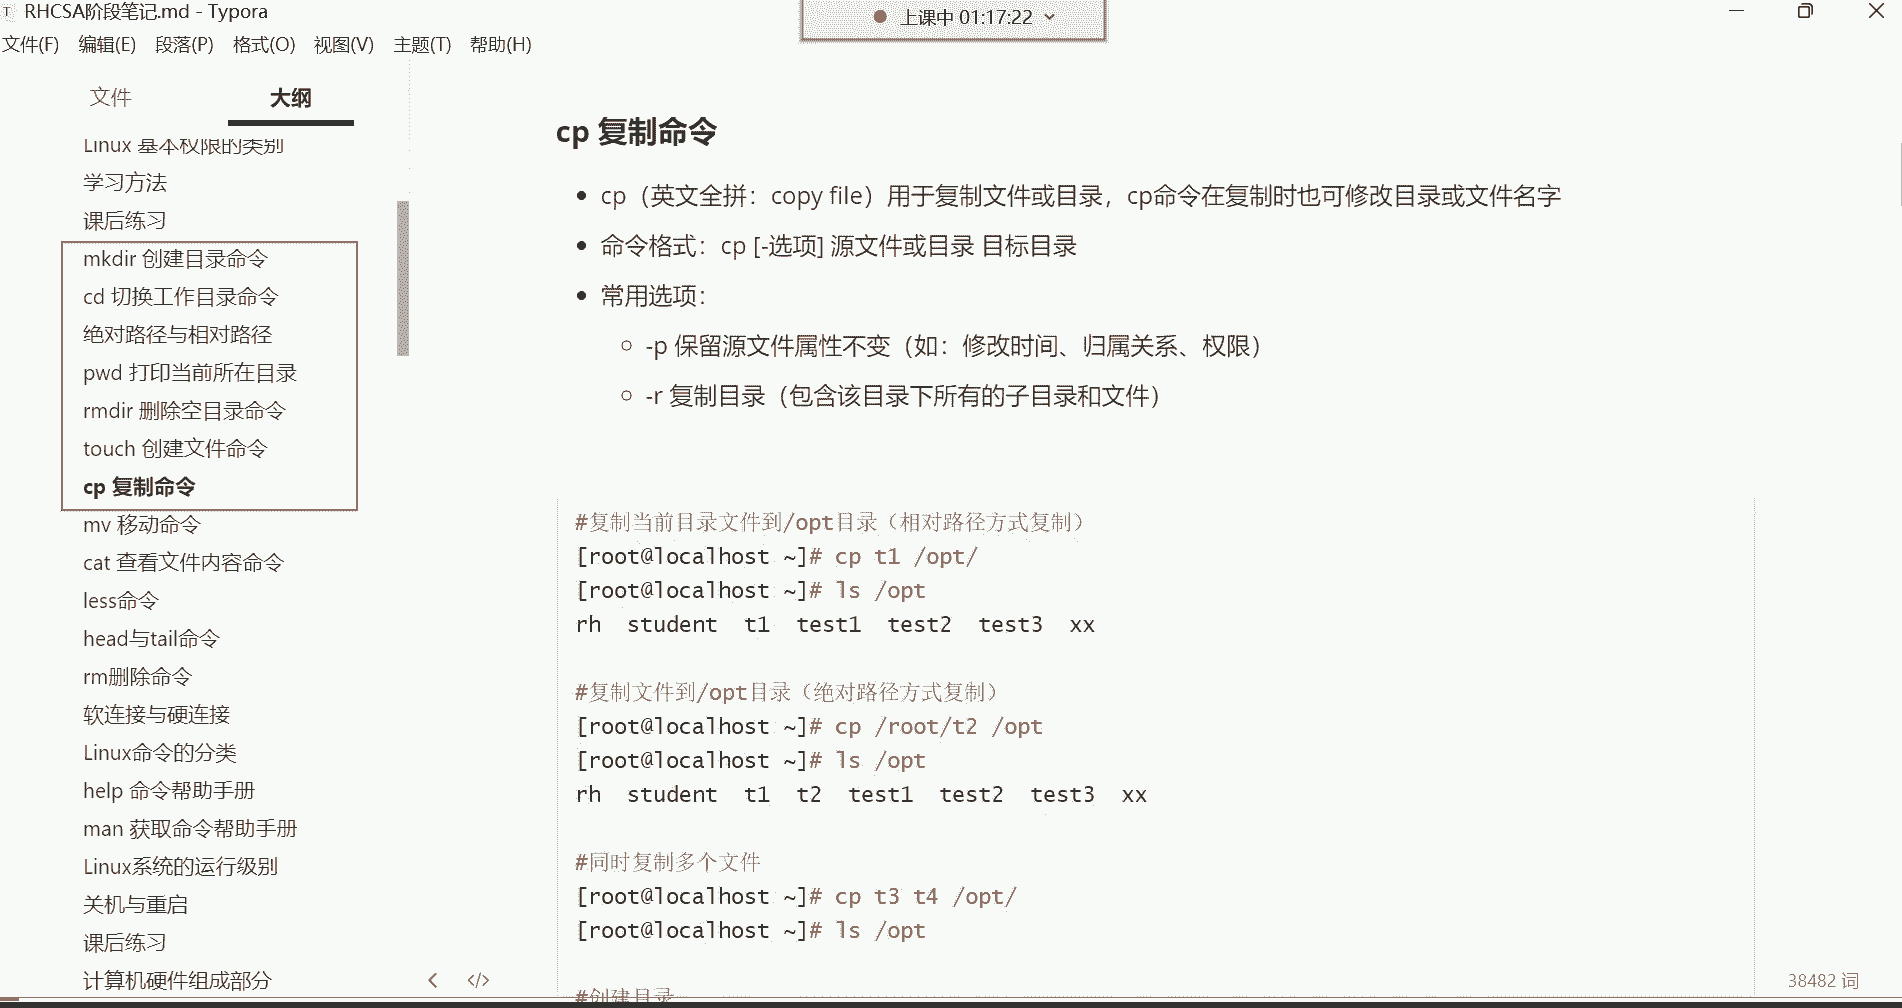 RHCSA阶段笔记.md - Typora
上课中 01:17:22
文件(F) 编辑(E) 段落(P) 格式(O) 视图(V) 主题(T) 帮助(H)
文件 大纲
Linux 基本权限的类别
学习方法
课后练习
mkdir 创建目录命令
cd 切换工作目录命令
绝对路径与相对路径
pwd 打印当前所在目录
rmdir 删除空目录命令
touch 创建文件命令
cp 复制命令
mv 移动命令
cat 查看文件内容命令
less命令
head与tail命令
rm删除命令
软连接与硬连接
Linux命令的分类
help 命令帮助手册
man 获取命令帮助手册
Linux系统的运行级别
关机与重启
课后练习
计算机硬件组成部分
cp 复制命令
cp（英文全拼：copy file）用于复制文件或目录，cp命令在复制时也可修改目录或文件名字
命令格式：cp [-选项] 源文件或目录 目标目录
常用选项：
-p 保留源文件属性不变（如：修改时间、归属关系、权限）
-r 复制目录（包含该目录下所有的子目录和文件）
#复制当前目录文件到/opt目录（相对路径方式复制）
[root@localhost ~]# cp t1 /opt/
[root@localhost ~]# ls /opt
rh student t1 test1 test2 test3 xx
#复制文件到/opt目录（绝对路径方式复制）
[root@localhost ~]# cp /root/t2 /opt
[root@localhost ~]# ls /opt
rh student t1 t2 test1 test2 test3 xx
#同时复制多个文件
[root@localhost ~]# cp t3 t4 /opt/
[root@localhost ~]# ls /opt
#创建目录
38482 词